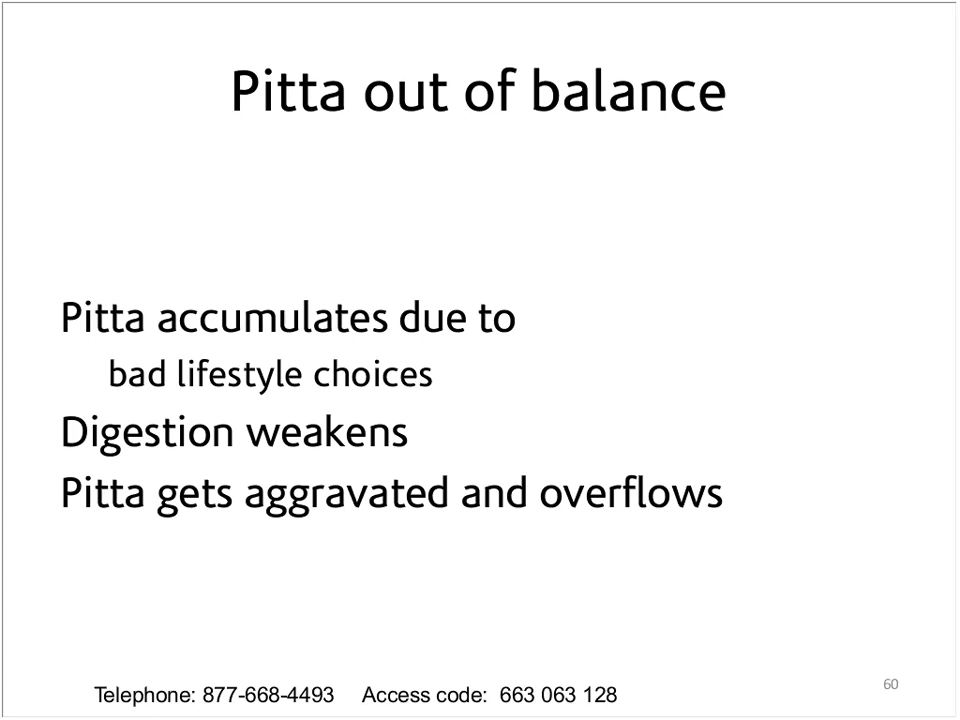 Pitta out of balance
Pitta accumulates due to
bad lifestyle choices
Digestion weakens
Pitta gets aggravated and overflows
60
Telephone: 877-668-4493 Access code: 663 063 128